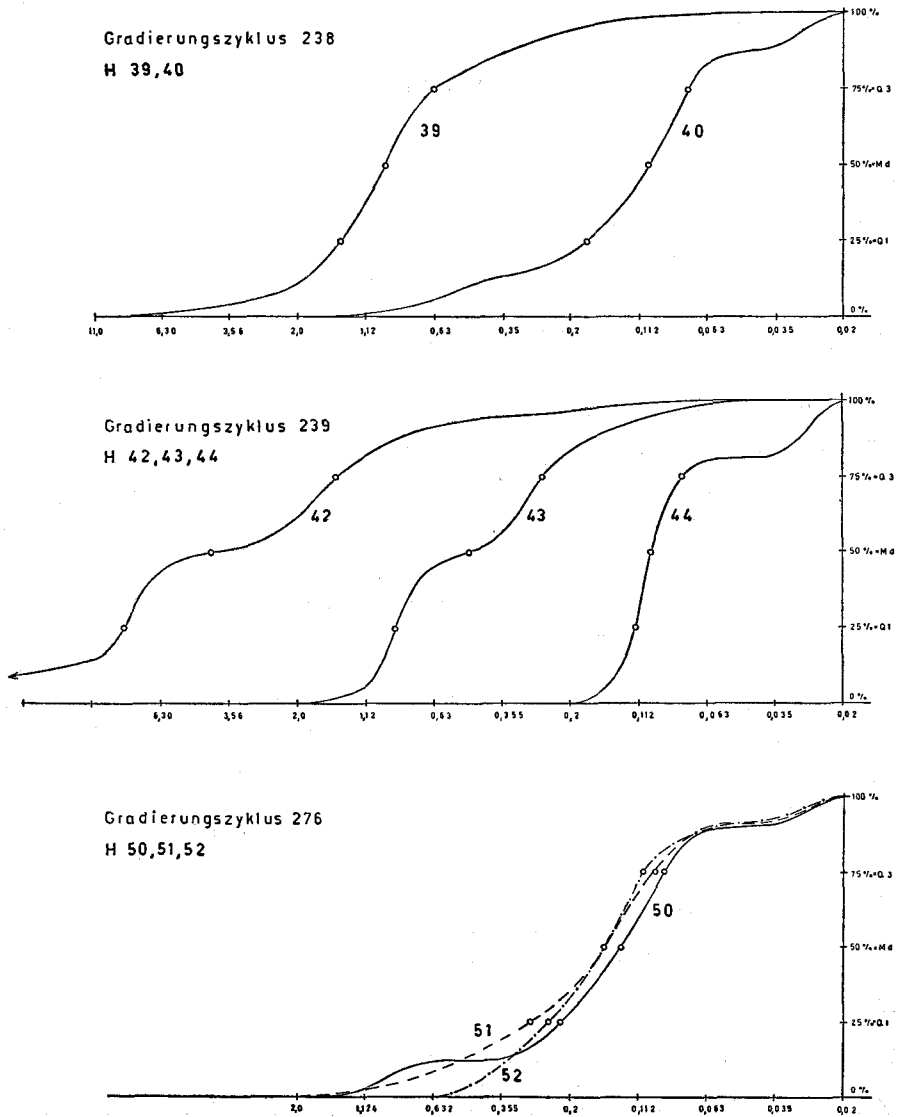 Gradierungszyklus 238
H 39,40
39
40
100 %
75 %=Q.3
50 %=Md
25 %=Q.1
0 %
11,0 6,30 3,56 2,0 1,12 0,63 0,35 0,2 0,112 0,063 0,035 0,02
Gradierungszyklus 239
H 42,43,44
42
43
44
100 %
75 %=Q.3
50 %=Md
25 %=Q.1
0 %
6,30 3,56 2,0 1,12 0,63 0,355 0,2 0,112 0,063 0,035 0,02
Gradierungszyklus 276
H 50,51,52
50
51
52
100 %
75 %=Q.3
50 %=Md
25 %=Q.1
0 %
2,0 1,124 0,632 0,355 0,2 0,112 0,063 0,039 0,02